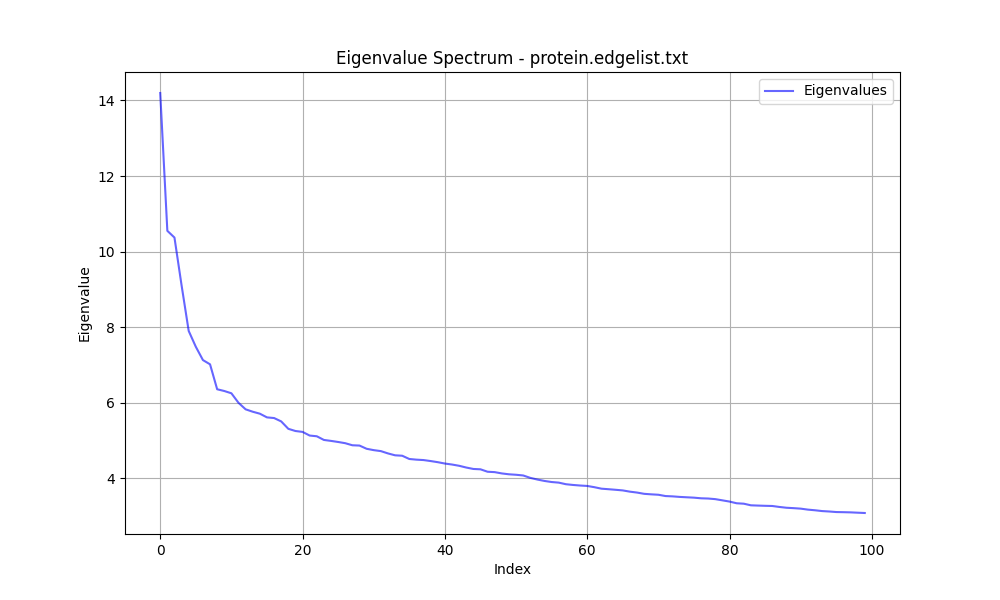 Eigenvalue Spectrum - protein.edgelist.txt
Eigenvalues
14
12
10
8
6
4
Eigenvalue
0 20 40 60 80 100
Index